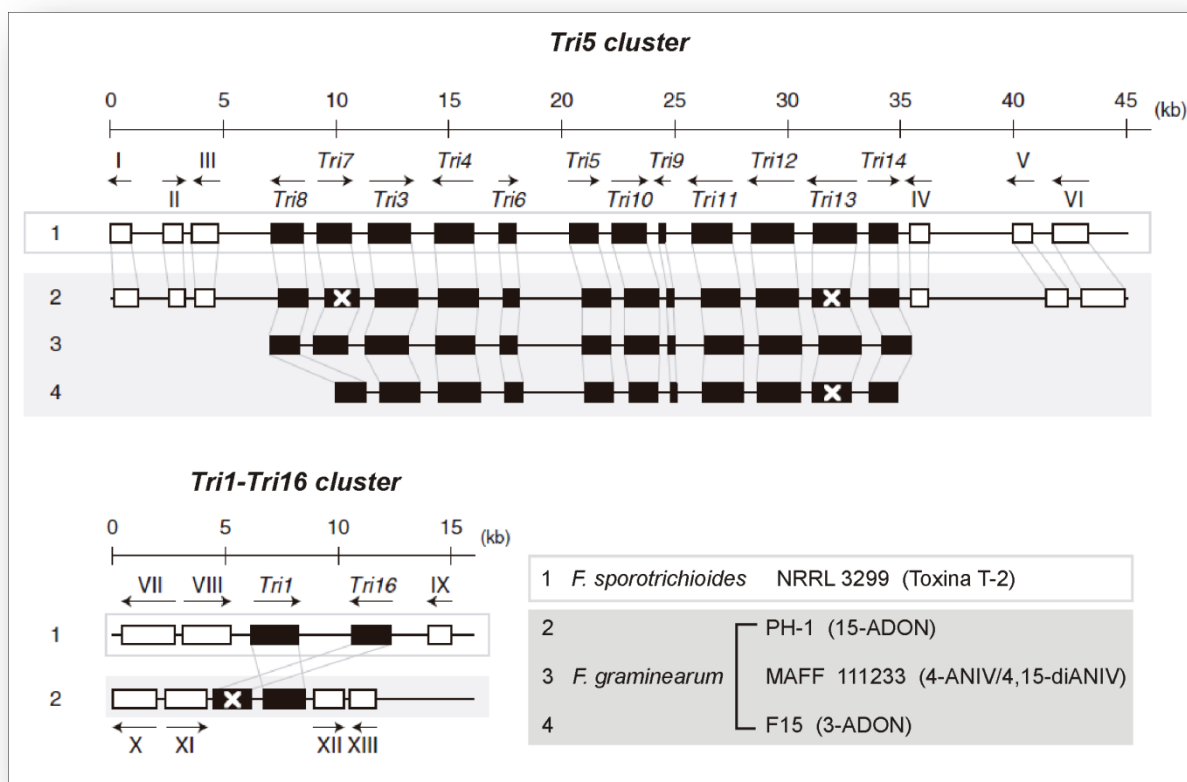 Tri5 cluster
0 5 10 15 20 25 30 35 40 45 (kb)
I III Tri7 Tri4 Tri5 Tri9 Tri12 Tri14 V
II Tri8 Tri3 Tri6 Tri10 Tri11 Tri13 IV VI
1
2
3
4
Tri1-Tri16 cluster
0 5 10 15 (kb)
VII VIII Tri1 Tri16 IX
1
2
X XI XII XIII
1 F. sporotrichioides NRRL 3299 (Toxina T-2)
2 PH-1 (15-ADON)
3 F. graminearum MAFF 111233 (4-ANIV/4,15-diANIV)
4 F15 (3-ADON)